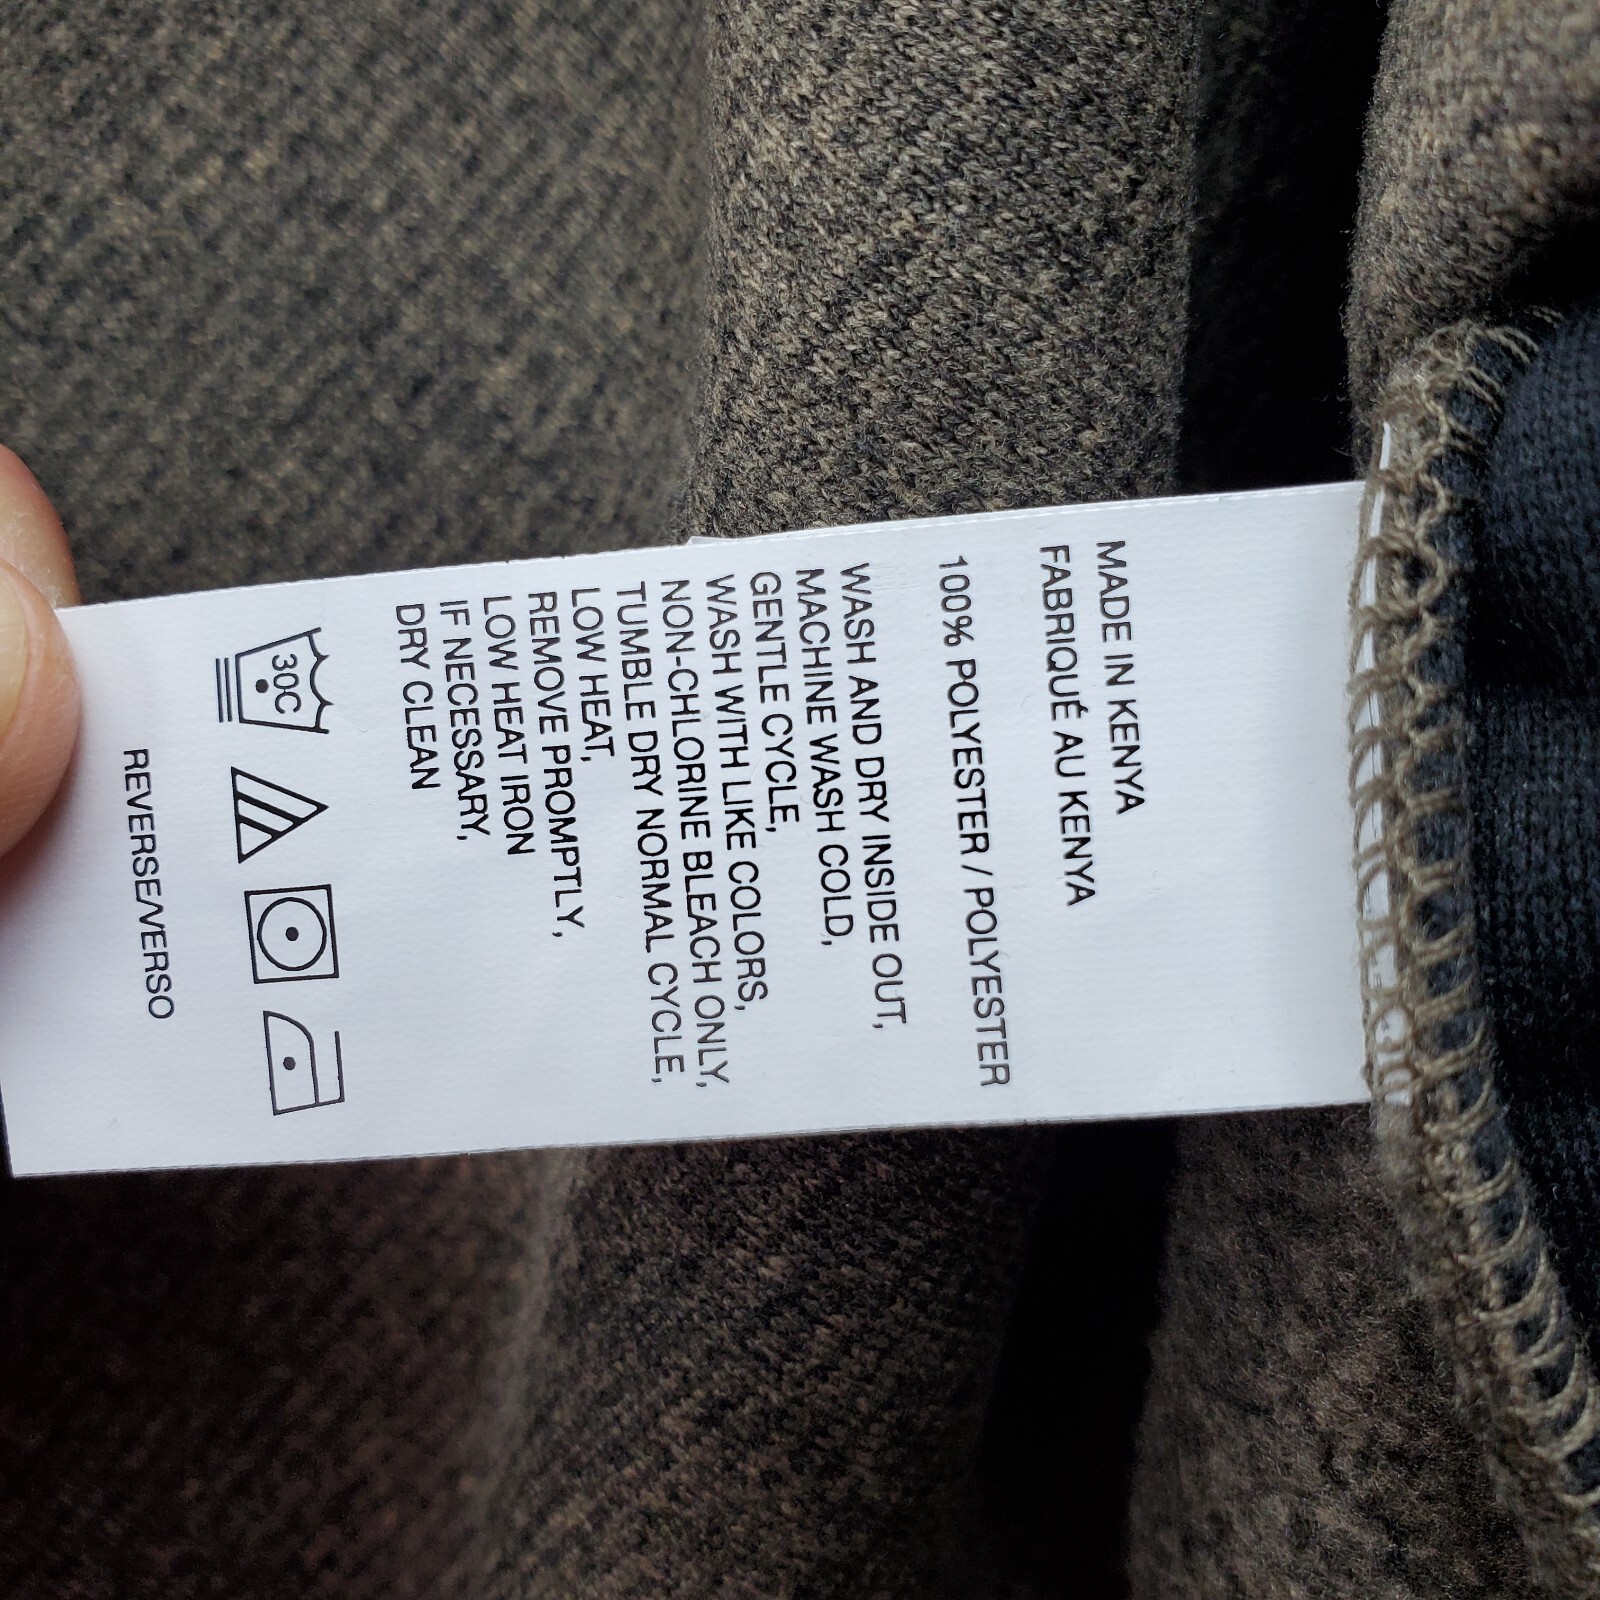 MADE IN KENYA
FABRIQUÉ AU KENYA
100% POLYESTER / POLYESTER
WASH AND DRY INSIDE OUT,
MACHINE WASH COLD,
GENTLE CYCLE,
WASH WITH LIKE COLORS,
NON-CHLORINE BLEACH ONLY,
TUMBLE DRY NORMAL CYCLE,
LOW HEAT,
REMOVE PROMPTLY,
LOW HEAT IRON
IF NECESSARY,
DRY CLEAN
30C
REVERSE/VERSO